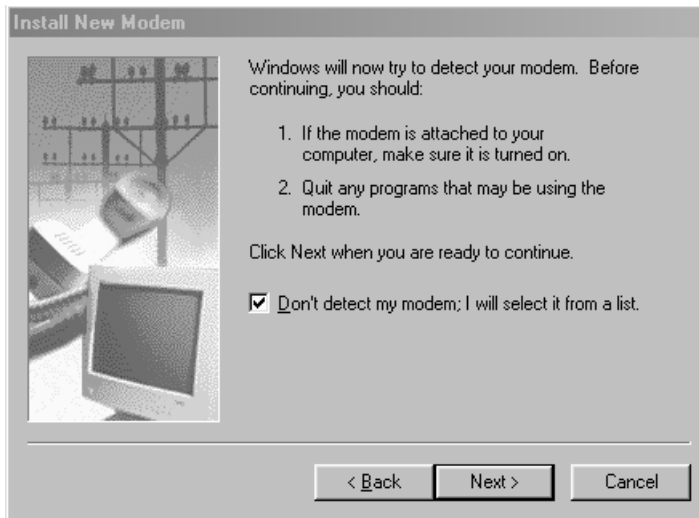 Install New Modem
Windows will now try to detect your modem.  Before
continuing, you should:
1. If the modem is attached to your
computer, make sure it is turned on.
2. Quit any programs that may be using the
modem.
Click Next when you are ready to continue.
Don't detect my modem; I will select it from a list.
< Back Next > Cancel